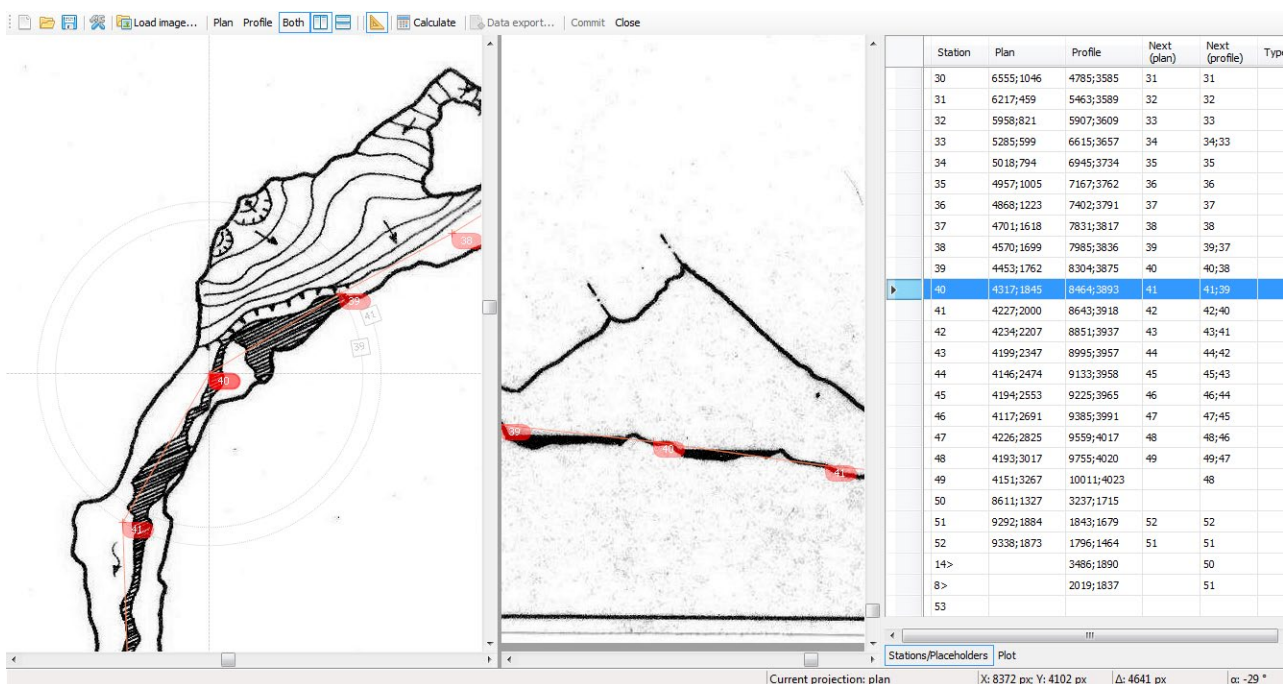 Load image... Plan Profile Both Calculate Data export... Commit Close
38
39
41
39
40
41
39
40
41
Station Plan Profile Next (plan) Next (profile) Type
30 6555;1046 4785;3585 31 31
31 6217;459 5463;3589 32 32
32 5958;821 5907;3609 33 33
33 5285;599 6615;3657 34 34;33
34 5018;794 6945;3734 35 35
35 4957;1005 7167;3762 36 36
36 4868;1223 7402;3791 37 37
37 4701;1618 7831;3817 38 38
38 4570;1699 7985;3836 39 39;37
39 4453;1762 8304;3875 40 40;38
40 4317;1845 8464;3893 41 41;39
41 4227;2000 8643;3918 42 42;40
42 4234;2207 8851;3937 43 43;41
43 4199;2347 8995;3957 44 44;42
44 4146;2474 9133;3958 45 45;43
45 4194;2553 9225;3965 46 46;44
46 4117;2691 9385;3991 47 47;45
47 4226;2825 9559;4017 48 48;46
48 4193;3017 9755;4020 49 49;47
49 4151;3267 10011;4023 48
50 8611;1327 3237;1715
51 9292;1884 1843;1679 52 52
52 9338;1873 1796;1464 51 51
14> 3486;1890 50
8> 2019;1837 51
53
Stations/Placeholders Plot
Current projection: plan X: 8372 px; Y: 4102 px Δ: 4641 px α: -29 °